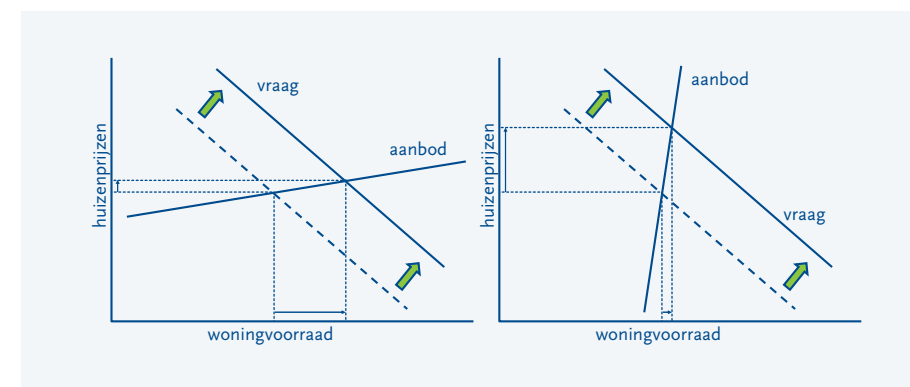 vraag
aanbod
huizenprijzen
woningvoorraad
aanbod
vraag
huizenprijzen
woningvoorraad